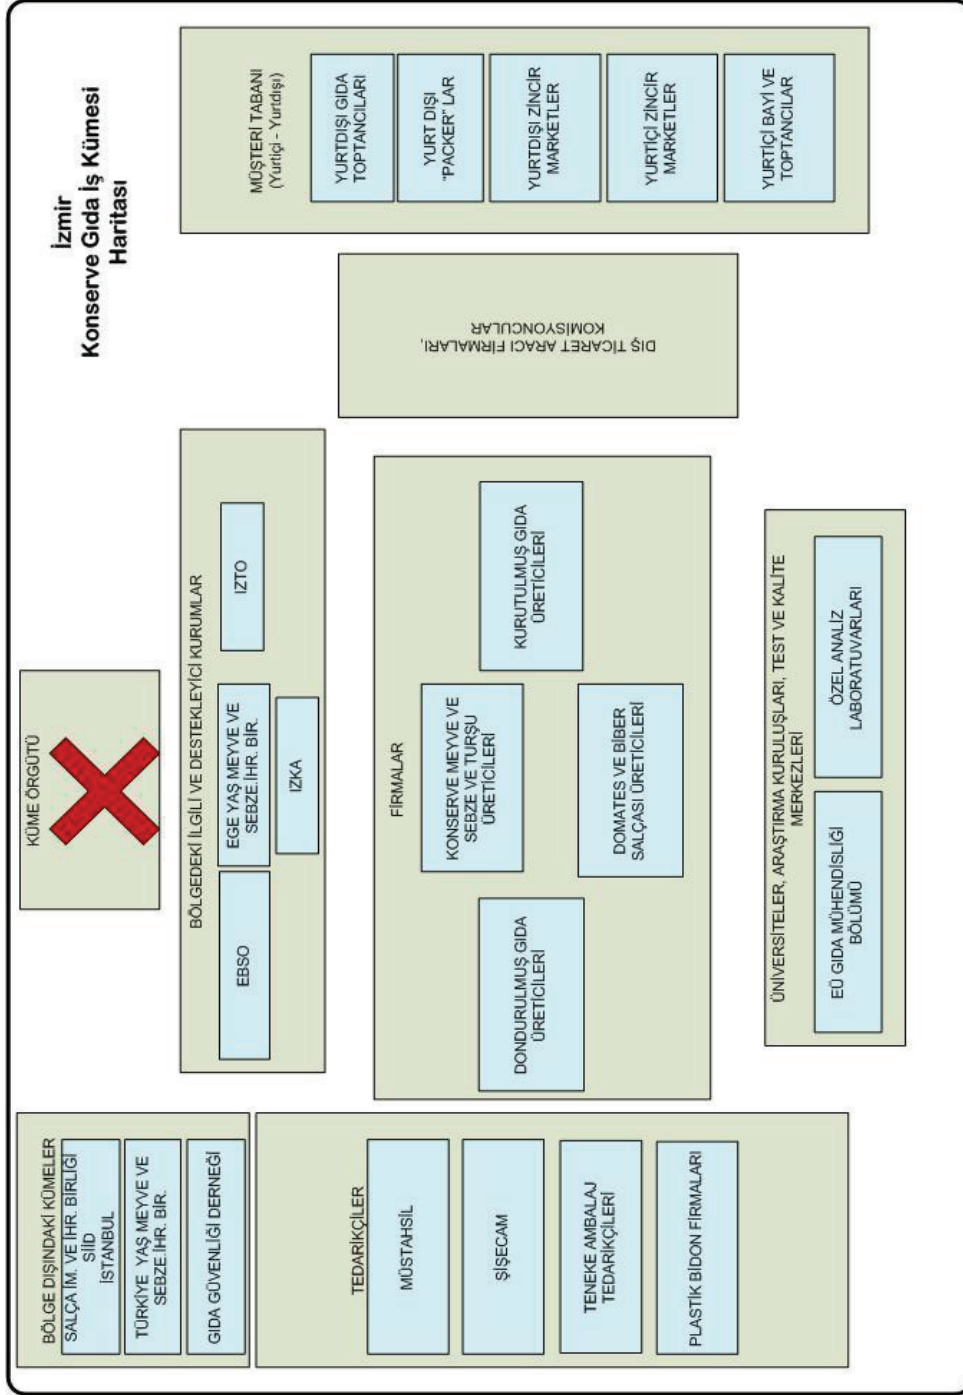 İzmir
Konserve Gıda İş Kümesi
Haritası
BÖLGE DIŞINDAKİ KÜMELER
SALÇA İM. VE İHR. BİRLİĞİ
SİİD
İSTANBUL
TÜRKİYE YAŞ MEYVE VE
SEBZE.İHR. BİR.
GIDA GÜVENLİĞİ DERNEĞİ
KÜME ÖRGÜTÜ
BÖLGEDEKİ İLGİLİ VE DESTEKLEYİCİ KURUMLAR
EBSO
EGE YAŞ MEYVE VE
SEBZE.İHR. BİR.
IZTO
IZKA
TEDARİKÇİLER
MÜSTAHSİL
ŞİŞECAM
TENEKE AMBALAJ
TEDARİKÇİLERİ
PLASTİK BİDON FİRMALARI
FİRMALAR
DONDURULMUŞ GIDA
ÜRETİCİLERİ
KONSERVE MEYVE VE
SEBZE VE TURŞU
ÜRETİCİLERİ
KURUTULMUŞ GIDA
ÜRETİCİLERİ
DOMATES VE BİBER
SALÇASI ÜRETİCİLERİ
DIŞ TİCARET ARACI FİRMALARI,
KOMİSYONCULAR
MÜŞTERİ TABANI
(Yurtiçi - Yurtdışı)
YURTDIŞI GIDA
TOPTANCILARI
YURT DIŞI
"PACKER" LAR
YURTDIŞI ZİNCİR
MARKETLER
YURTİÇİ ZİNCİR
MARKETLER
YURTİÇİ BAYİ VE
TOPTANCILAR
ÜNİVERSİTELER, ARAŞTIRMA KURULUŞLARI, TEST VE KALİTE
MERKEZLERİ
EÜ GIDA MÜHENDİSLİĞİ
BÖLÜMÜ
ÖZEL ANALİZ
LABORATUVARLARI